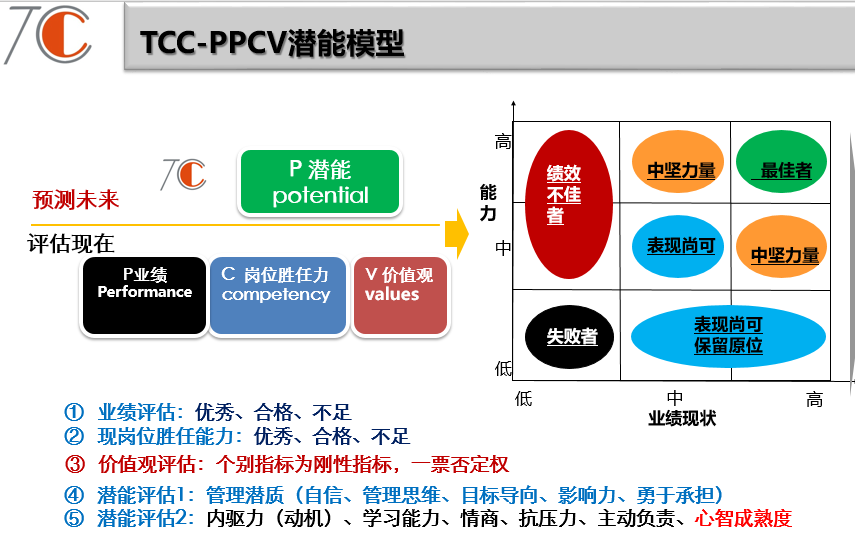 7CC
TCC-PPCV潜能模型
7CC
P 潜能
potential
预测未来
评估现在
P业绩
Performance
C 岗位胜任力
competency
V 价值观
values
高
能力
中
低
绩效
不佳
者
中坚力量
最佳者
表现尚可
中坚力量
失败者
表现尚可
保留原位
低
中
高
业绩现状
① 业绩评估：优秀、合格、不足
② 现岗位胜任能力：优秀、合格、不足
③ 价值观评估：个别指标为刚性指标，一票否定权
④ 潜能评估1：管理潜质（自信、管理思维、目标导向、影响力、勇于承担）
⑤ 潜能评估2：内驱力（动机）、学习能力、情商、抗压力、主动负责、心智成熟度